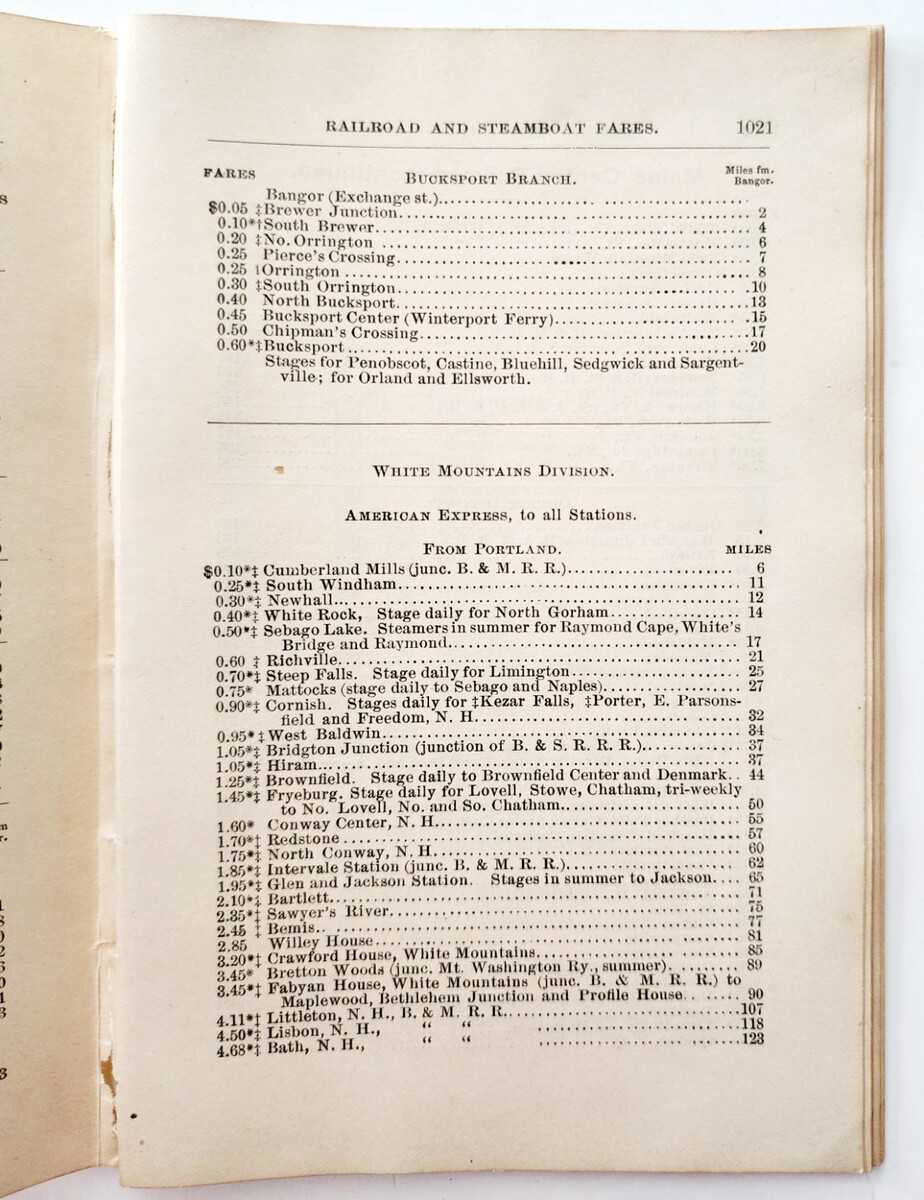 RAILROAD AND STEAMBOAT FARES. 1021
FARES BUCKSPORT BRANCH. Miles fm. Bangor.
Bangor (Exchange st.)
$0.05 ‡Brewer Junction 2
0.10*†South Brewer 4
0.20 ‡No. Orrington 6
0.25 Pierce's Crossing 7
0.25 ‡Orrington 8
0.30 ‡South Orrington 10
0.40 North Bucksport 13
0.45 Bucksport Center (Winterport Ferry) 15
0.50 Chipman's Crossing 17
0.60*‡Bucksport 20
Stages for Penobscot, Castine, Bluehill, Sedgwick and Sargent-
ville; for Orland and Ellsworth.
WHITE MOUNTAINS DIVISION.
AMERICAN EXPRESS, to all Stations.
FROM PORTLAND. MILES
$0.10*‡ Cumberland Mills (junc. B. & M. R. R.) 6
0.25*‡ South Windham 11
0.30*‡ Newhall 12
0.40*‡ White Rock, Stage daily for North Gorham 14
0.50*‡ Sebago Lake. Steamers in summer for Raymond Cape, White's
Bridge and Raymond 17
0.60 ‡ Richville 21
0.70*‡ Steep Falls. Stage daily for Limington 25
0.75* Mattocks (stage daily to Sebago and Naples) 27
0.90*‡ Cornish. Stages daily for ‡Kezar Falls, ‡Porter, E. Parsons-
field and Freedom, N. H. 32
0.95*‡ West Baldwin 34
1.05*‡ Bridgton Junction (junction of B. & S. R. R. R.) 37
1.05*‡ Hiram 37
1.25*‡ Brownfield. Stage daily to Brownfield Center and Denmark 44
1.45*‡ Fryeburg. Stage daily for Lovell, Stowe, Chatham, tri-weekly
to No. Lovell, No. and So. Chatham 50
1.60* Conway Center, N. H. 55
1.70*‡ Redstone 57
1.75*‡ North Conway, N. H. 60
1.85*‡ Intervale Station (junc. B. & M. R. R.) 62
1.95*‡ Glen and Jackson Station. Stages in summer to Jackson 65
2.10*‡ Bartlett 71
2.35*‡ Sawyer's River 75
2.45 ‡ Bemis 77
2.85 Willey House 81
3.20*‡ Crawford House, White Mountains 85
3.45* Bretton Woods (junc. Mt. Washington Ry., summer) 89
3.45*‡ Fabyan House, White Mountains (junc. B. & M. R. R.) to
Maplewood, Bethlehem Junction and Profile House 90
4.11*‡ Littleton, N. H., B. & M. R. R. 107
4.50*‡ Lisbon, N. H., " " 118
4.68*‡ Bath, N. H., " " 123